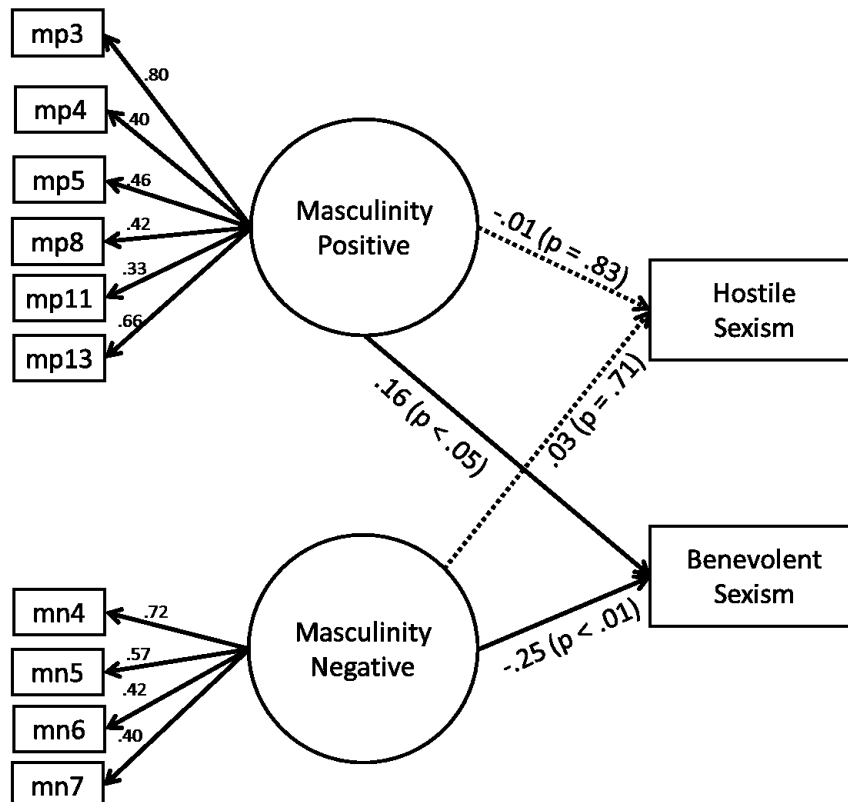 mp3
.80
mp4
.40
mp5
.46
mp8
.42
mp11
.33
mp13
.66
Masculinity
Positive
-.01 (p = .83)
Hostile
Sexism
.16 (p < .05)
.03 (p = .71)
Benevolent
Sexism
-.25 (p < .01)
Masculinity
Negative
mn4
.72
mn5
.57
mn6
.42
mn7
.40